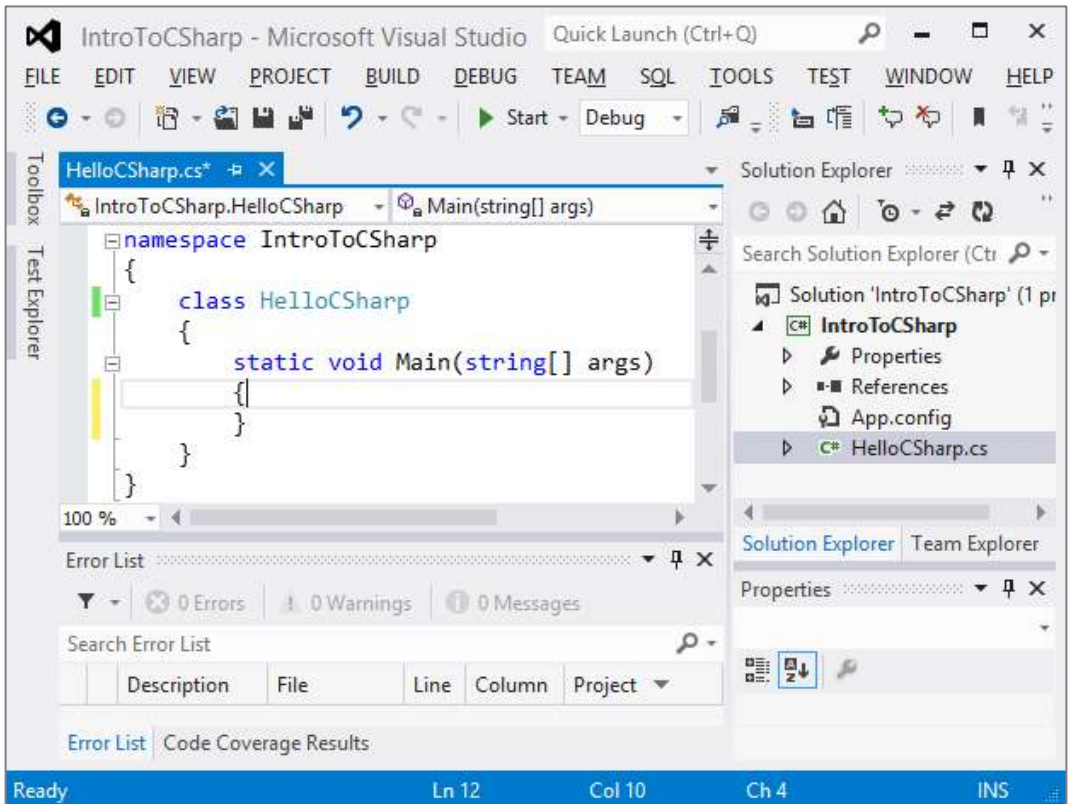 IntroToCSharp - Microsoft Visual Studio Quick Launch (Ctrl+Q)
FILE EDIT VIEW PROJECT BUILD DEBUG TEAM SQL TOOLS TEST WINDOW HELP
Start Debug
Toolbox
Test Explorer
HelloCSharp.cs*
IntroToCSharp.HelloCSharp Main(string[] args)
namespace IntroToCSharp
{
class HelloCSharp
{
static void Main(string[] args)
{
}
}
}
100 %
Error List
0 Errors 0 Warnings 0 Messages
Search Error List
Description File Line Column Project
Error List Code Coverage Results
Solution Explorer
Search Solution Explorer (Ctr
Solution 'IntroToCSharp' (1 pr
C# IntroToCSharp
Properties
References
App.config
C# HelloCSharp.cs
Solution Explorer Team Explorer
Properties
Ready Ln 12 Col 10 Ch 4 INS